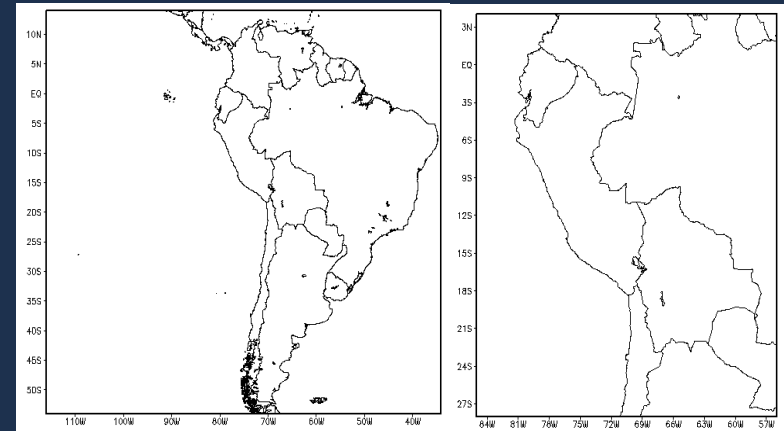 10N
5N
EQ
5S
10S
15S
20S
25S
30S
35S
40S
45S
50S
110W 100W 90W 80W 70W 60W 50W 40W
3N
EQ
3S
6S
9S
12S
15S
18S
21S
24S
27S
84W 81W 78W 75W 72W 69W 66W 63W 60W 57W